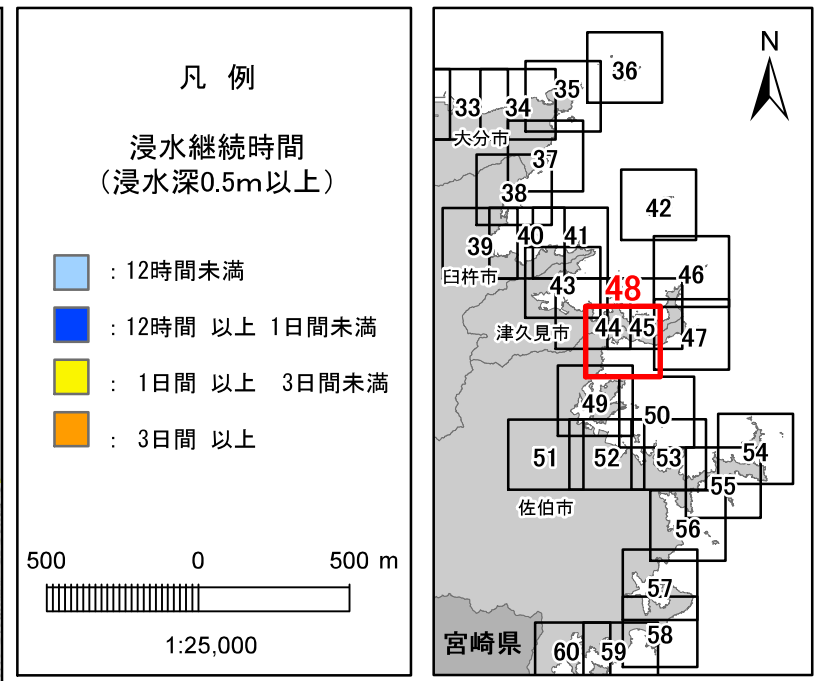 凡 例
浸水継続時間
（浸水深0.5m以上）
：12時間未満
：12時間 以上 1日間未満
： 1日間 以上 3日間未満
： 3日間 以上
500 0 500 m
1:25,000
N
36
35
33 34
大分市
37
38
42
39 40 41
臼杵市
46
43
48
津久見市 44 45 47
49
50
51 52 53 54
55
佐伯市
56
57
宮崎県 60 59 58